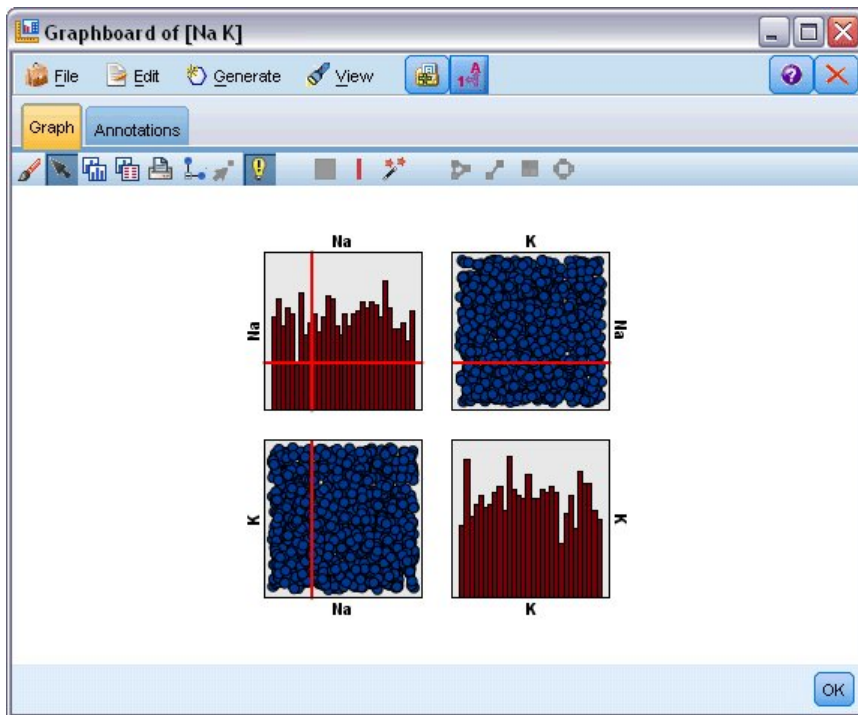 Graphboard of [Na K]
File Edit Generate View
Graph Annotations
Na K
Na Na
K K
Na K
OK